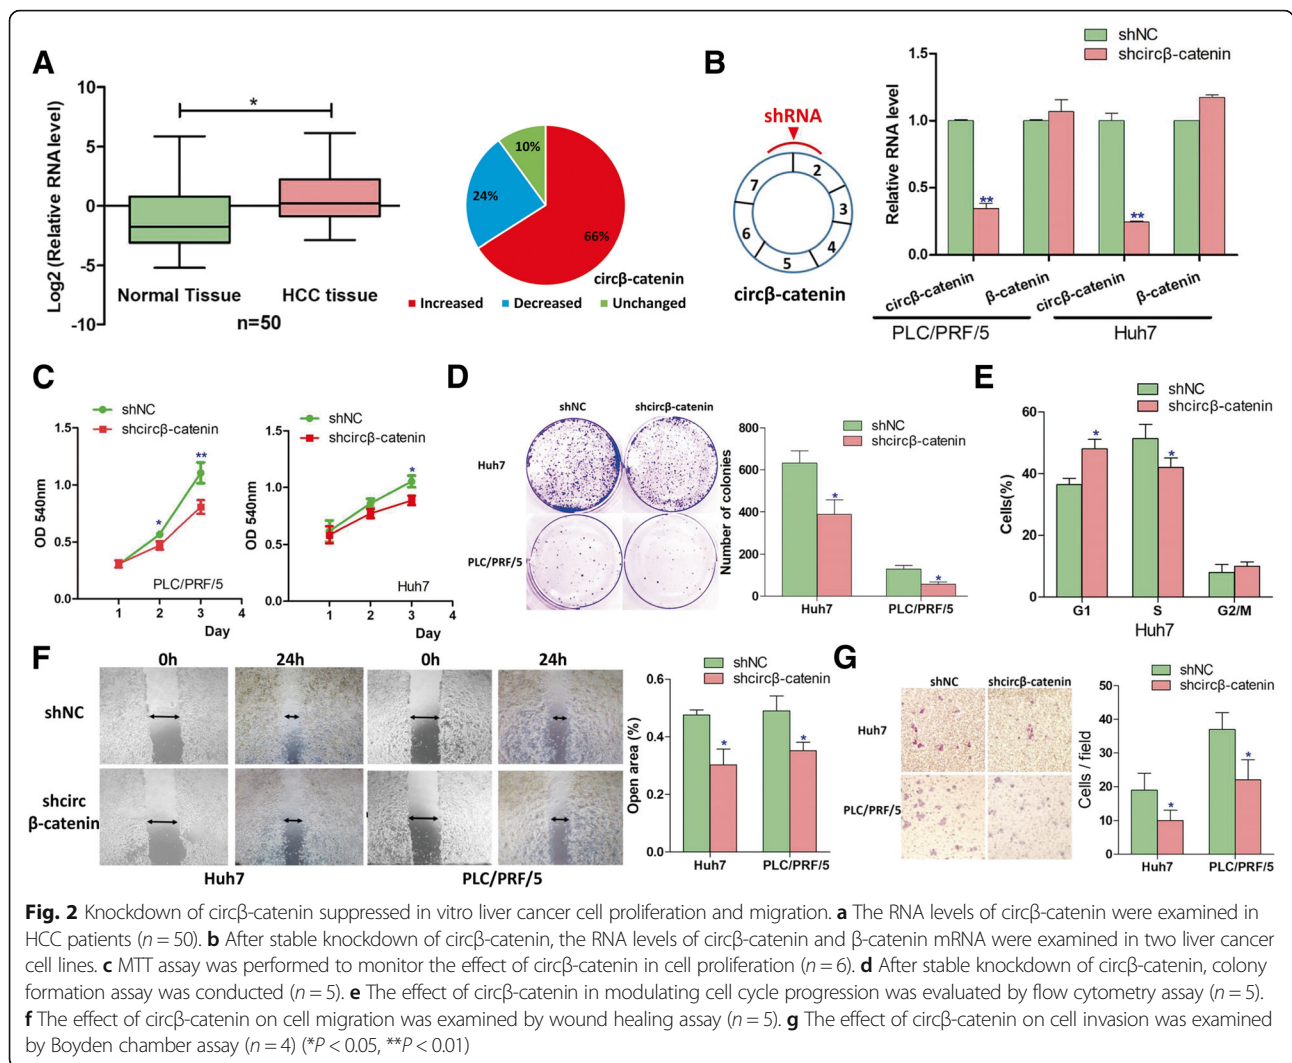 A
Log2 (Relative RNA level)
10
5
0
-5
-10
*
Normal Tissue
HCC tissue
n=50
10%
24%
66%
circβ-catenin
Increased
Decreased
Unchanged
B
shRNA
2
3
4
5
6
7
circβ-catenin
shNC
shcircβ-catenin
Relative RNA level
1.5
1.0
0.5
0.0
**
**
circβ-catenin
β-catenin
circβ-catenin
β-catenin
PLC/PRF/5
Huh7
C
shNC
shcircβ-catenin
OD 540nm
1.5
1.0
0.5
0.0
*
**
PLC/PRF/5
1 2 3 4
Day
shNC
shcircβ-catenin
OD 540nm
1.5
1.0
0.5
0.0
*
Huh7
1 2 3 4
Day
D
shNC
shcircβ-catenin
Huh7
PLC/PRF/5
shNC
shcircβ-catenin
Number of colonies
800
600
400
200
0
*
*
Huh7
PLC/PRF/5
E
shNC
shcircβ-catenin
Cells(%)
60
40
20
0
*
*
G1
S
G2/M
Huh7
F
0h
24h
0h
24h
shNC
shcirc
β-catenin
Huh7
PLC/PRF/5
shNC
shcircβ-catenin
Open area (%)
0.6
0.4
0.2
0.0
*
*
Huh7
PLC/PRF/5
G
shNC
shcircβ-catenin
Huh7
PLC/PRF/5
shNC
shcircβ-catenin
Cells / field
50
40
30
20
10
0
*
*
Huh7
PLC/PRF/5
Fig. 2 Knockdown of circβ-catenin suppressed in vitro liver cancer cell proliferation and migration. a The RNA levels of circβ-catenin were examined in
HCC patients (n = 50). b After stable knockdown of circβ-catenin, the RNA levels of circβ-catenin and β-catenin mRNA were examined in two liver cancer
cell lines. c MTT assay was performed to monitor the effect of circβ-catenin in cell proliferation (n = 6). d After stable knockdown of circβ-catenin, colony
formation assay was conducted (n = 5). e The effect of circβ-catenin in modulating cell cycle progression was evaluated by flow cytometry assay (n = 5).
f The effect of circβ-catenin on cell migration was examined by wound healing assay (n = 5). g The effect of circβ-catenin on cell invasion was examined
by Boyden chamber assay (n = 4) (*P < 0.05, **P < 0.01)